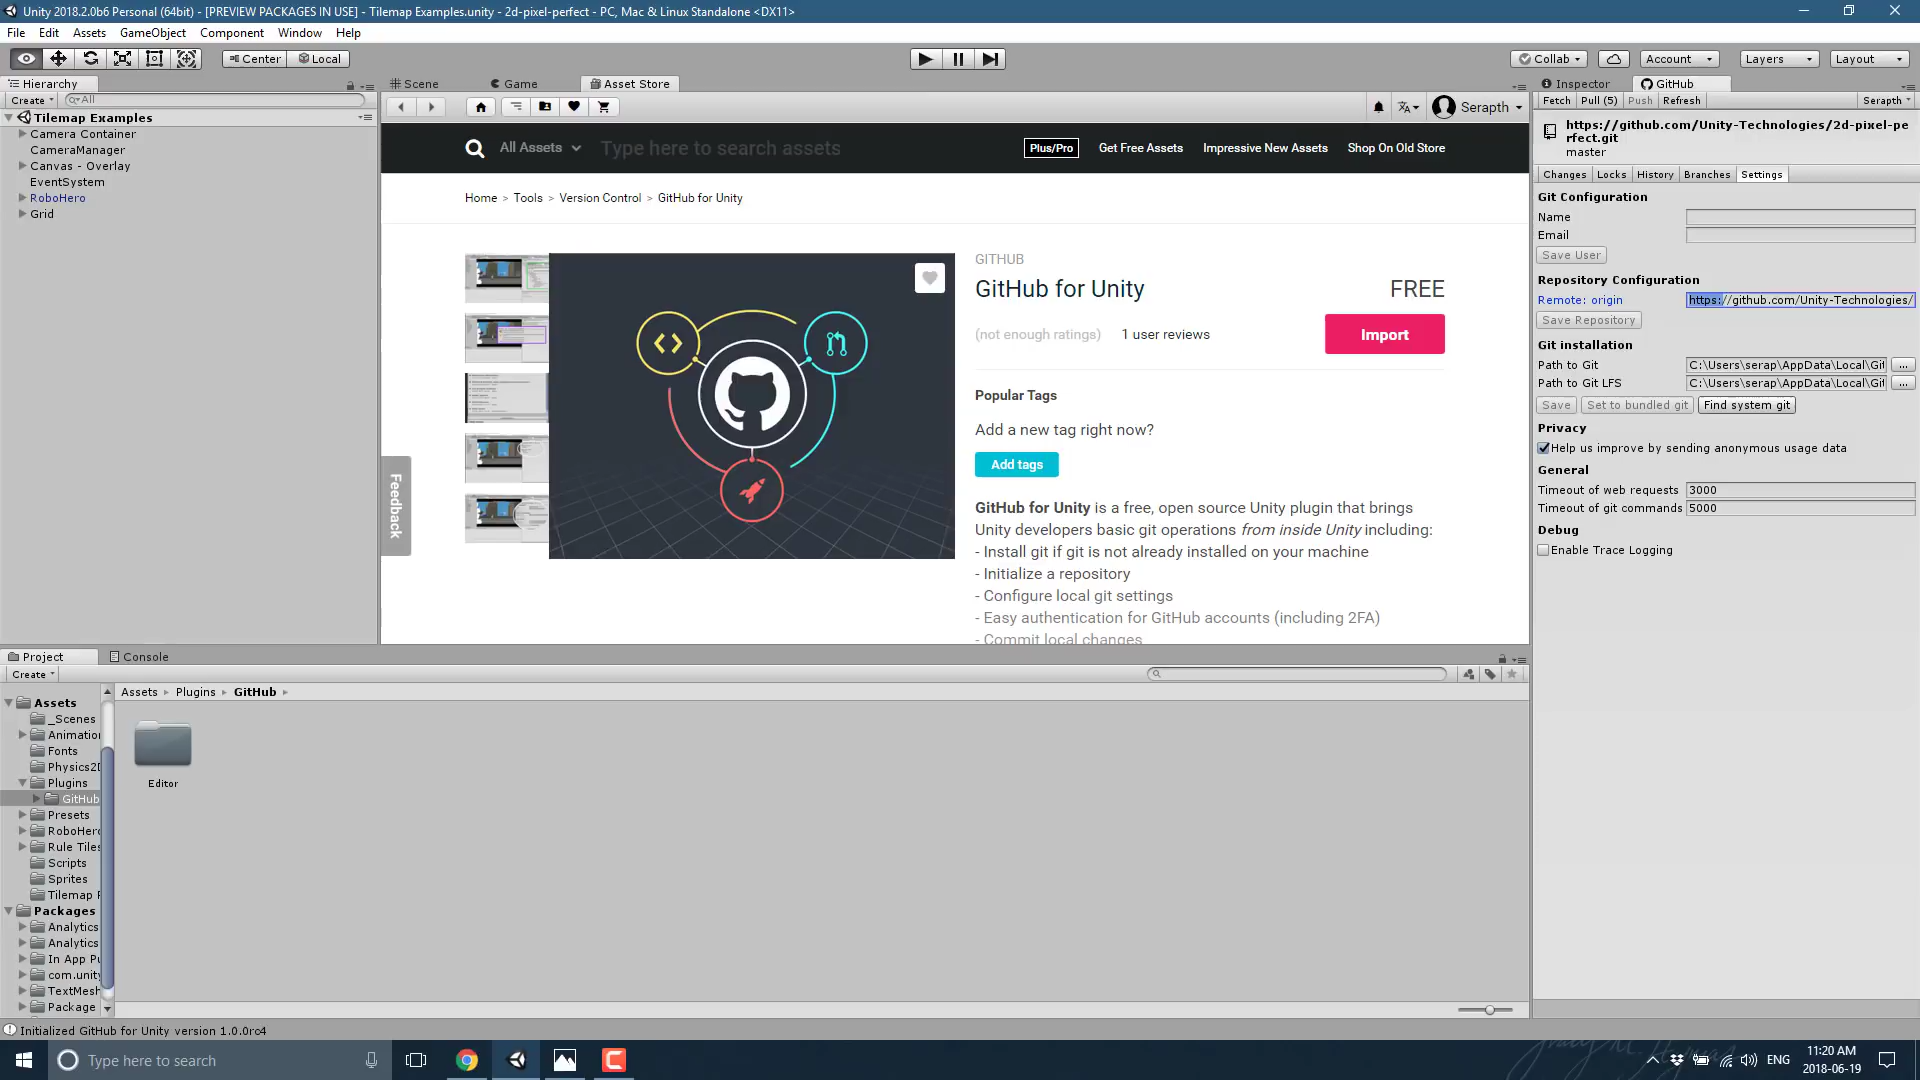 Unity 2018.2.0b6 Personal (64bit) - [PREVIEW PACKAGES IN USE] - Tilemap Examples.unity - 2d-pixel-perfect - PC, Mac & Linux Standalone <DX11>
File Edit Assets GameObject Component Window Help
Center Local
Collab Account Layers Layout
Hierarchy
Create All
Tilemap Examples
Camera Container
CameraManager
Canvas - Overlay
EventSystem
RoboHero
Grid
Scene Game Asset Store
Serapth
All Assets Type here to search assets
Plus/Pro Get Free Assets Impressive New Assets Shop On Old Store
Home > Tools > Version Control > GitHub for Unity
GITHUB
GitHub for Unity FREE
(not enough ratings) 1 user reviews Import
Popular Tags
Add a new tag right now?
Add tags
GitHub for Unity is a free, open source Unity plugin that brings
Unity developers basic git operations from inside Unity including:
- Install git if git is not already installed on your machine
- Initialize a repository
- Configure local git settings
- Easy authentication for GitHub accounts (including 2FA)
- Commit local changes
Feedback
Inspector GitHub
Fetch Pull (5) Push Refresh Serapth
https://github.com/Unity-Technologies/2d-pixel-pe
rfect.git
master
Changes Locks History Branches Settings
Git Configuration
Name
Email
Save User
Repository Configuration
Remote: origin https://github.com/Unity-Technologies/
Save Repository
Git installation
Path to Git C:\Users\serap\AppData\Local\Git ...
Path to Git LFS C:\Users\serap\AppData\Local\Git ...
Save Set to bundled git Find system git
Privacy
Help us improve by sending anonymous usage data
General
Timeout of web requests 3000
Timeout of git commands 5000
Debug
Enable Trace Logging
Project Console
Create
Assets
_Scenes
Animation
Fonts
Physics2D
Plugins
GitHub
Presets
RoboHero
Rule Tiles
Scripts
Sprites
Tilemap P
Packages
Analytics
Analytics
In App Pu
com.unity
TextMesh
Package
Assets Plugins GitHub
Editor
Initialized GitHub for Unity version 1.0.0rc4
Type here to search
ENG
11:20 AM
2018-06-19